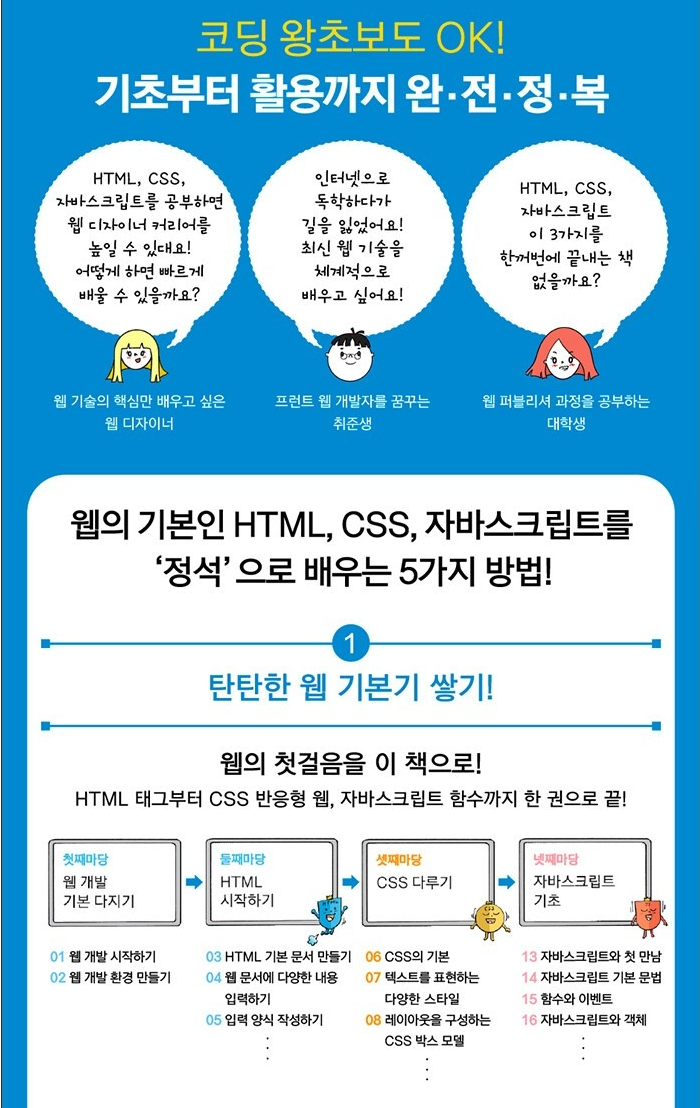 코딩 왕초보도 OK!
기초부터 활용까지 완·전·정·복
HTML, CSS,
자바스크립트를 공부하면
웹 디자이너 커리어를
높일 수 있대요!
어떻게 하면 빠르게
배울 수 있을까요?
인터넷으로
독학하다가
길을 잃었어요!
최신 웹 기술을
체계적으로
배우고 싶어요!
HTML, CSS,
자바스크립트
이 3가지를
한꺼번에 끝내는 책
없을까요?
웹 기술의 핵심만 배우고 싶은
웹 디자이너
프런트 웹 개발자를 꿈꾸는
취준생
웹 퍼블리셔 과정을 공부하는
대학생
웹의 기본인 HTML, CSS, 자바스크립트를
‘정석’으로 배우는 5가지 방법!
1
탄탄한 웹 기본기 쌓기!
웹의 첫걸음을 이 책으로!
HTML 태그부터 CSS 반응형 웹, 자바스크립트 함수까지 한 권으로 끝!
첫째마당
웹 개발
기본 다지기
01 웹 개발 시작하기
02 웹 개발 환경 만들기
둘째마당
HTML
시작하기
03 HTML 기본 문서 만들기
04 웹 문서에 다양한 내용
입력하기
05 입력 양식 작성하기
셋째마당
CSS 다루기
06 CSS의 기본
07 텍스트를 표현하는
다양한 스타일
08 레이아웃을 구성하는
CSS 박스 모델
넷째마당
자바스크립트
기초
13 자바스크립트와 첫 만남
14 자바스크립트 기본 문법
15 함수와 이벤트
16 자바스크립트와 객체